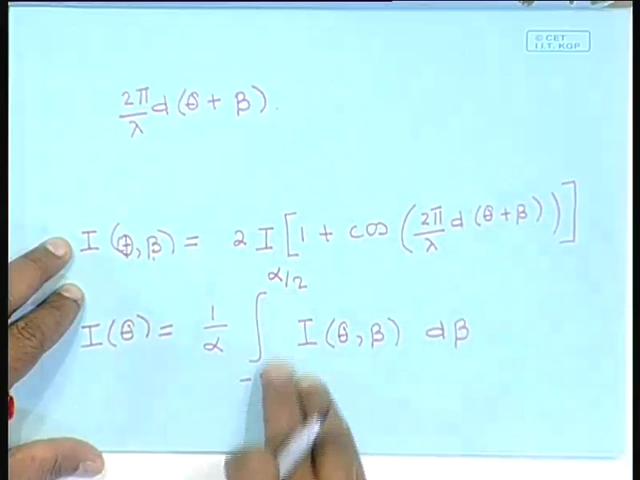 © CET
I.I.T. KGP
2π/λ d (θ + β).
I(θ,β) = 2 I [1 + cos (2π/λ d (θ+β))]
α/2
I(θ) = 1/α ∫ I(θ,β) dβ
-